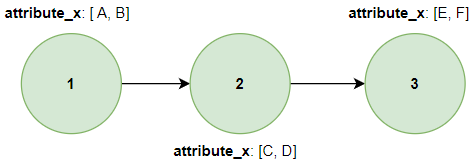 attribute_x: [ A, B]
attribute_x: [E, F]
1
2
3
attribute_x: [C, D]